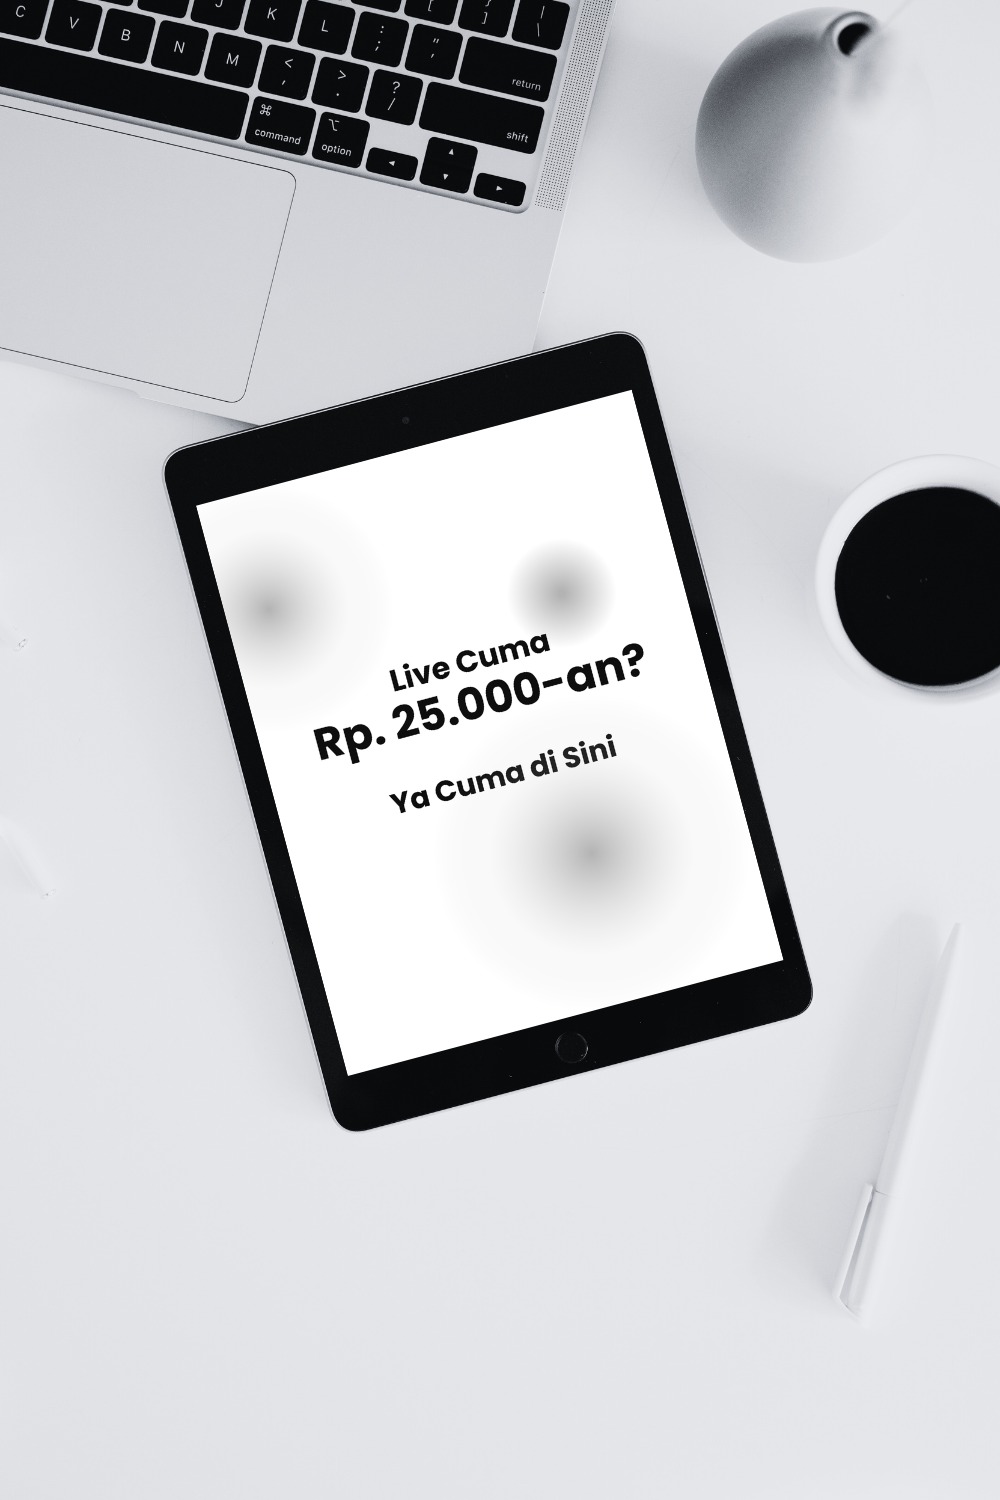 C V B N M J K L : ; " ' { [ } ] | \
< , > . ? /
return
shift
⌘
command
⌥
option
◄ ▲ ▼ ►
Live Cuma
Rp. 25.000-an?
Ya Cuma di Sini